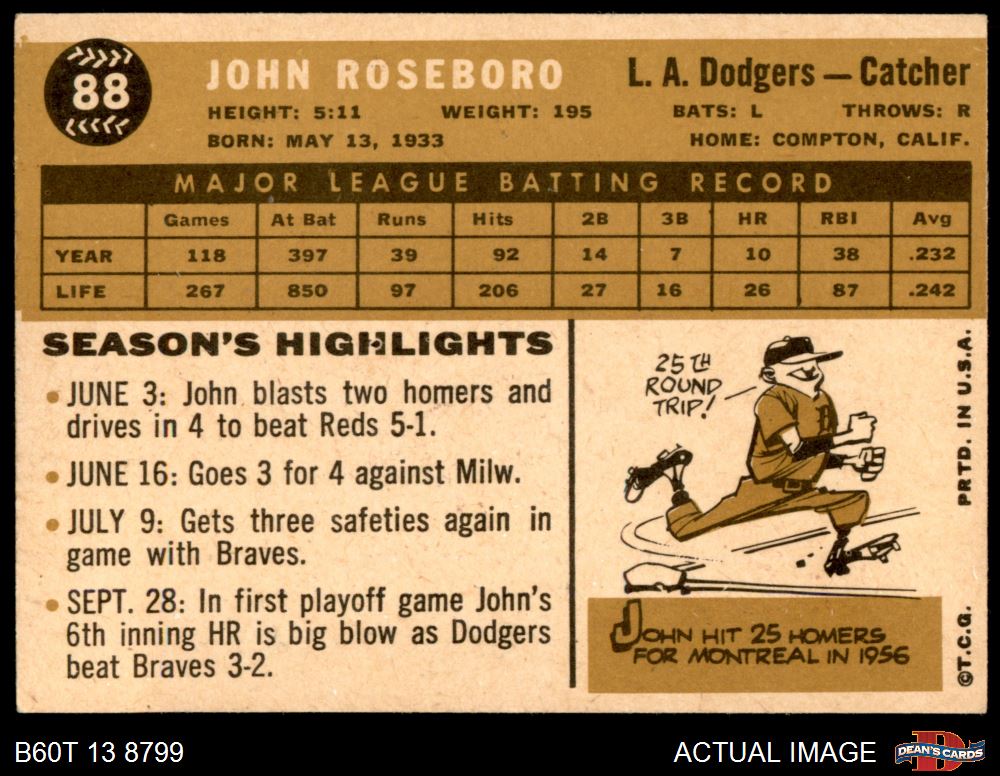 88
JOHN ROSEBORO
L. A. Dodgers — Catcher
HEIGHT: 5:11 WEIGHT: 195 BATS: L THROWS: R
BORN: MAY 13, 1933 HOME: COMPTON, CALIF.
MAJOR LEAGUE BATTING RECORD
Games At Bat Runs Hits 2B 3B HR RBI Avg
YEAR 118 397 39 92 14 7 10 38 .232
LIFE 267 850 97 206 27 16 26 87 .242
SEASON'S HIGHLIGHTS
• JUNE 3: John blasts two homers and
drives in 4 to beat Reds 5-1.
• JUNE 16: Goes 3 for 4 against Milw.
• JULY 9: Gets three safeties again in
game with Braves.
• SEPT. 28: In first playoff game John's
6th inning HR is big blow as Dodgers
beat Braves 3-2.
25TH
ROUND
TRIP!
D
JOHN HIT 25 HOMERS
FOR MONTREAL IN 1956
©T.C.G. PRTD. IN U.S.A.
B60T 13 8799
ACTUAL IMAGE
DEAN'S CARDS